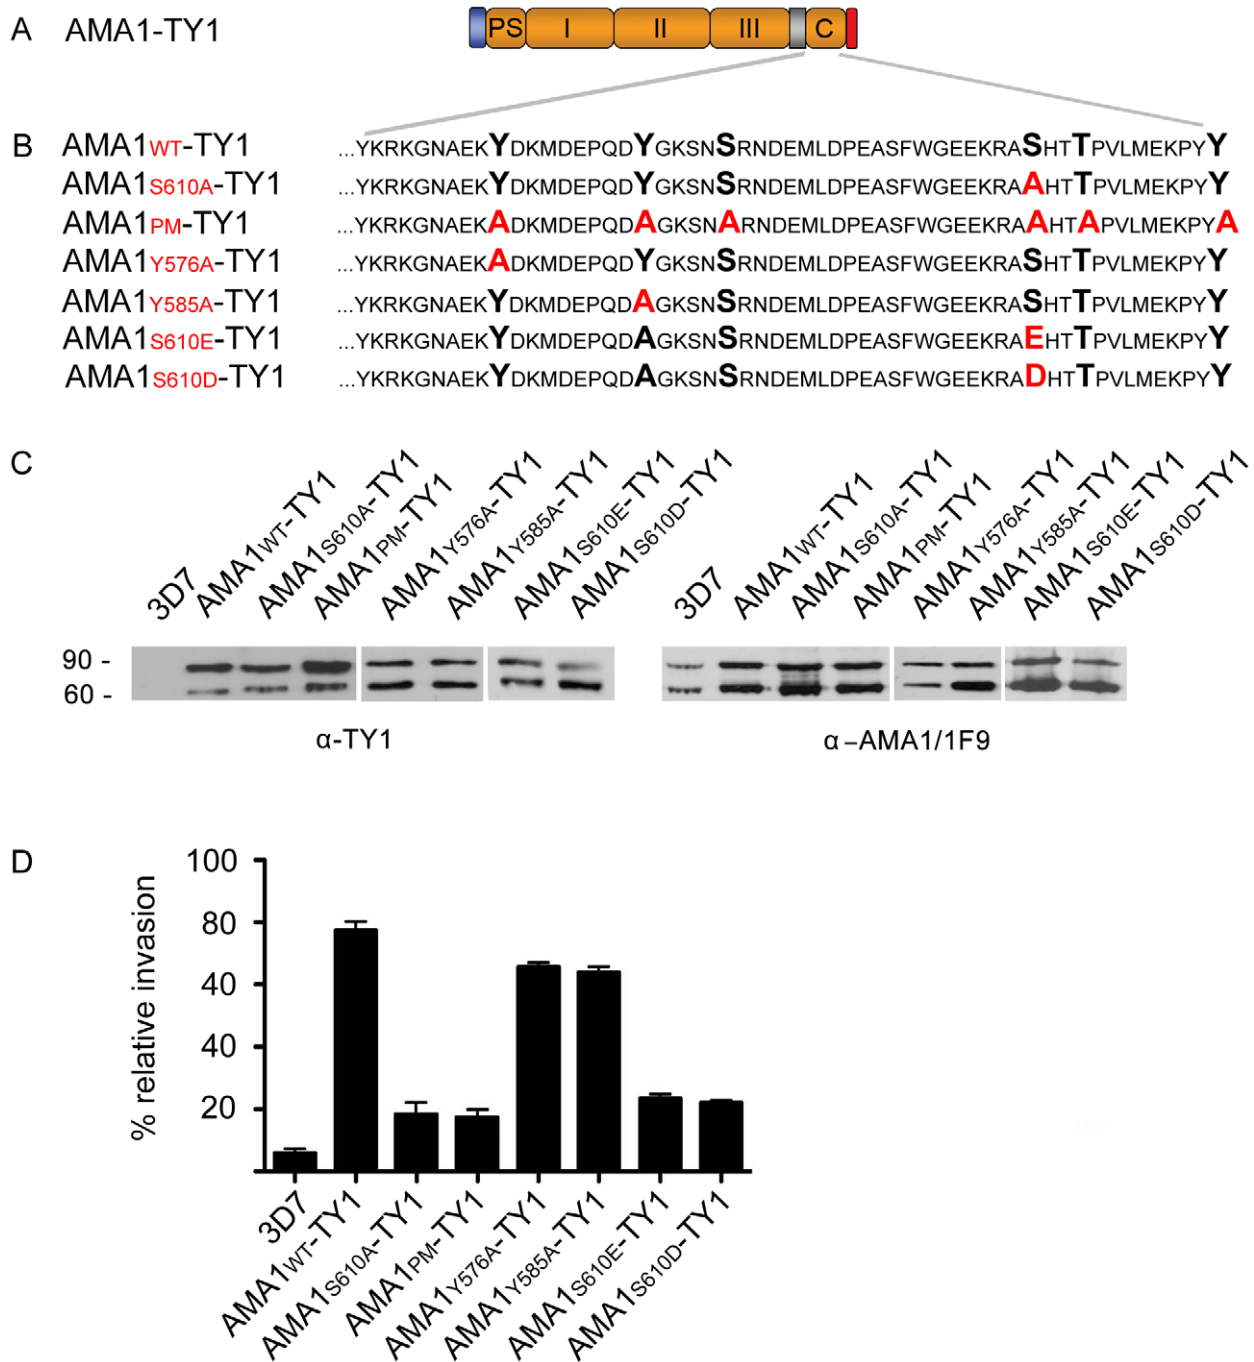 A AMA1-TY1 PS I II III C
B AMA1WT-TY1 ...YKRKGNAEKYDKMDEPQDYGKSNSRNDEMLDPEASFWGEEKRASHTTPVLMEKPYY
AMA1S610A-TY1 ...YKRKGNAEKYDKMDEPQDYGKSNSRNDEMLDPEASFWGEEKRAAHTTPVLMEKPYY
AMA1PM-TY1 ...YKRKGNAEKADKMDEPQDAGKSNARNDEMLDPEASFWGEEKRAAHTAPVLMEKPYA
AMA1Y576A-TY1 ...YKRKGNAEKADKMDEPQDYGKSNSRNDEMLDPEASFWGEEKRASHTTPVLMEKPYY
AMA1Y585A-TY1 ...YKRKGNAEKYDKMDEPQDAGKSNSRNDEMLDPEASFWGEEKRASHTTPVLMEKPYY
AMA1S610E-TY1 ...YKRKGNAEKYDKMDEPQDAGKSNSRNDEMLDPEASFWGEEKRAEHTTPVLMEKPYY
AMA1S610D-TY1 ...YKRKGNAEKYDKMDEPQDAGKSNSRNDEMLDPEASFWGEEKRADHTTPVLMEKPYY
C
3D7
AMA1WT-TY1
AMA1S610A-TY1
AMA1PM-TY1
AMA1Y576A-TY1
AMA1Y585A-TY1
AMA1S610E-TY1
AMA1S610D-TY1
3D7
AMA1WT-TY1
AMA1S610A-TY1
AMA1PM-TY1
AMA1Y576A-TY1
AMA1Y585A-TY1
AMA1S610E-TY1
AMA1S610D-TY1
90 -
60 -
α-TY1
α–AMA1/1F9
D
% relative invasion
100
80
40
40
20
3D7
AMA1WT-TY1
AMA1S610A-TY1
AMA1PM-TY1
AMA1Y576A-TY1
AMA1Y585A-TY1
AMA1S610E-TY1
AMA1S610D-TY1